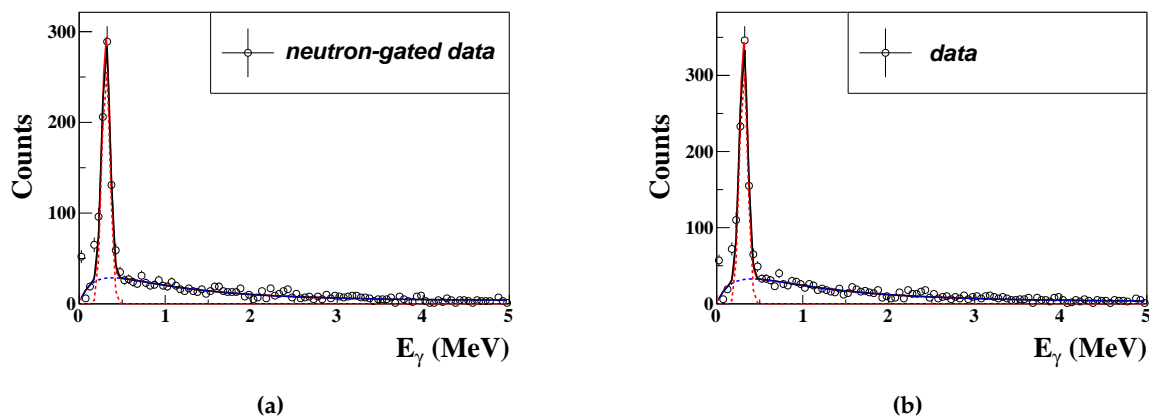 300
200
100
0
Counts
neutron-gated data
0 1 2 3 4 5
E_γ (MeV)
(a)
300
200
100
0
Counts
data
0 1 2 3 4 5
E_γ (MeV)
(b)